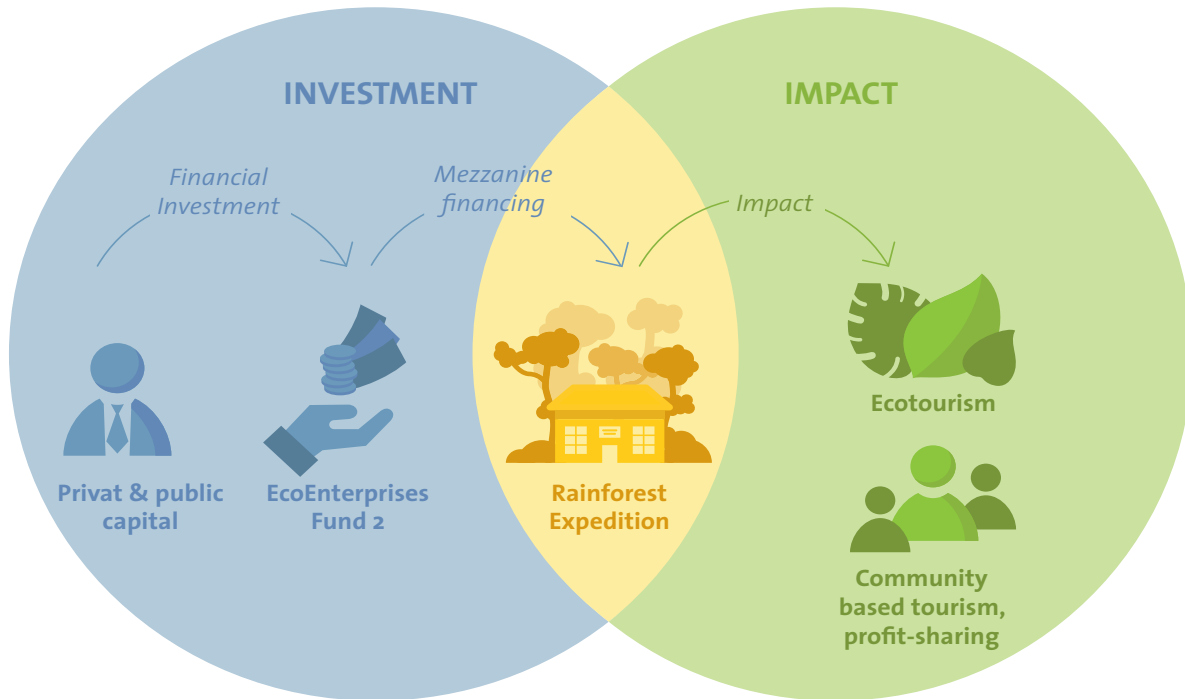 INVESTMENT
IMPACT
Financial
Investment
Mezzanine
financing
Impact
Privat & public
capital
EcoEnterprises
Fund 2
Rainforest
Expedition
Ecotourism
Community
based tourism,
profit-sharing